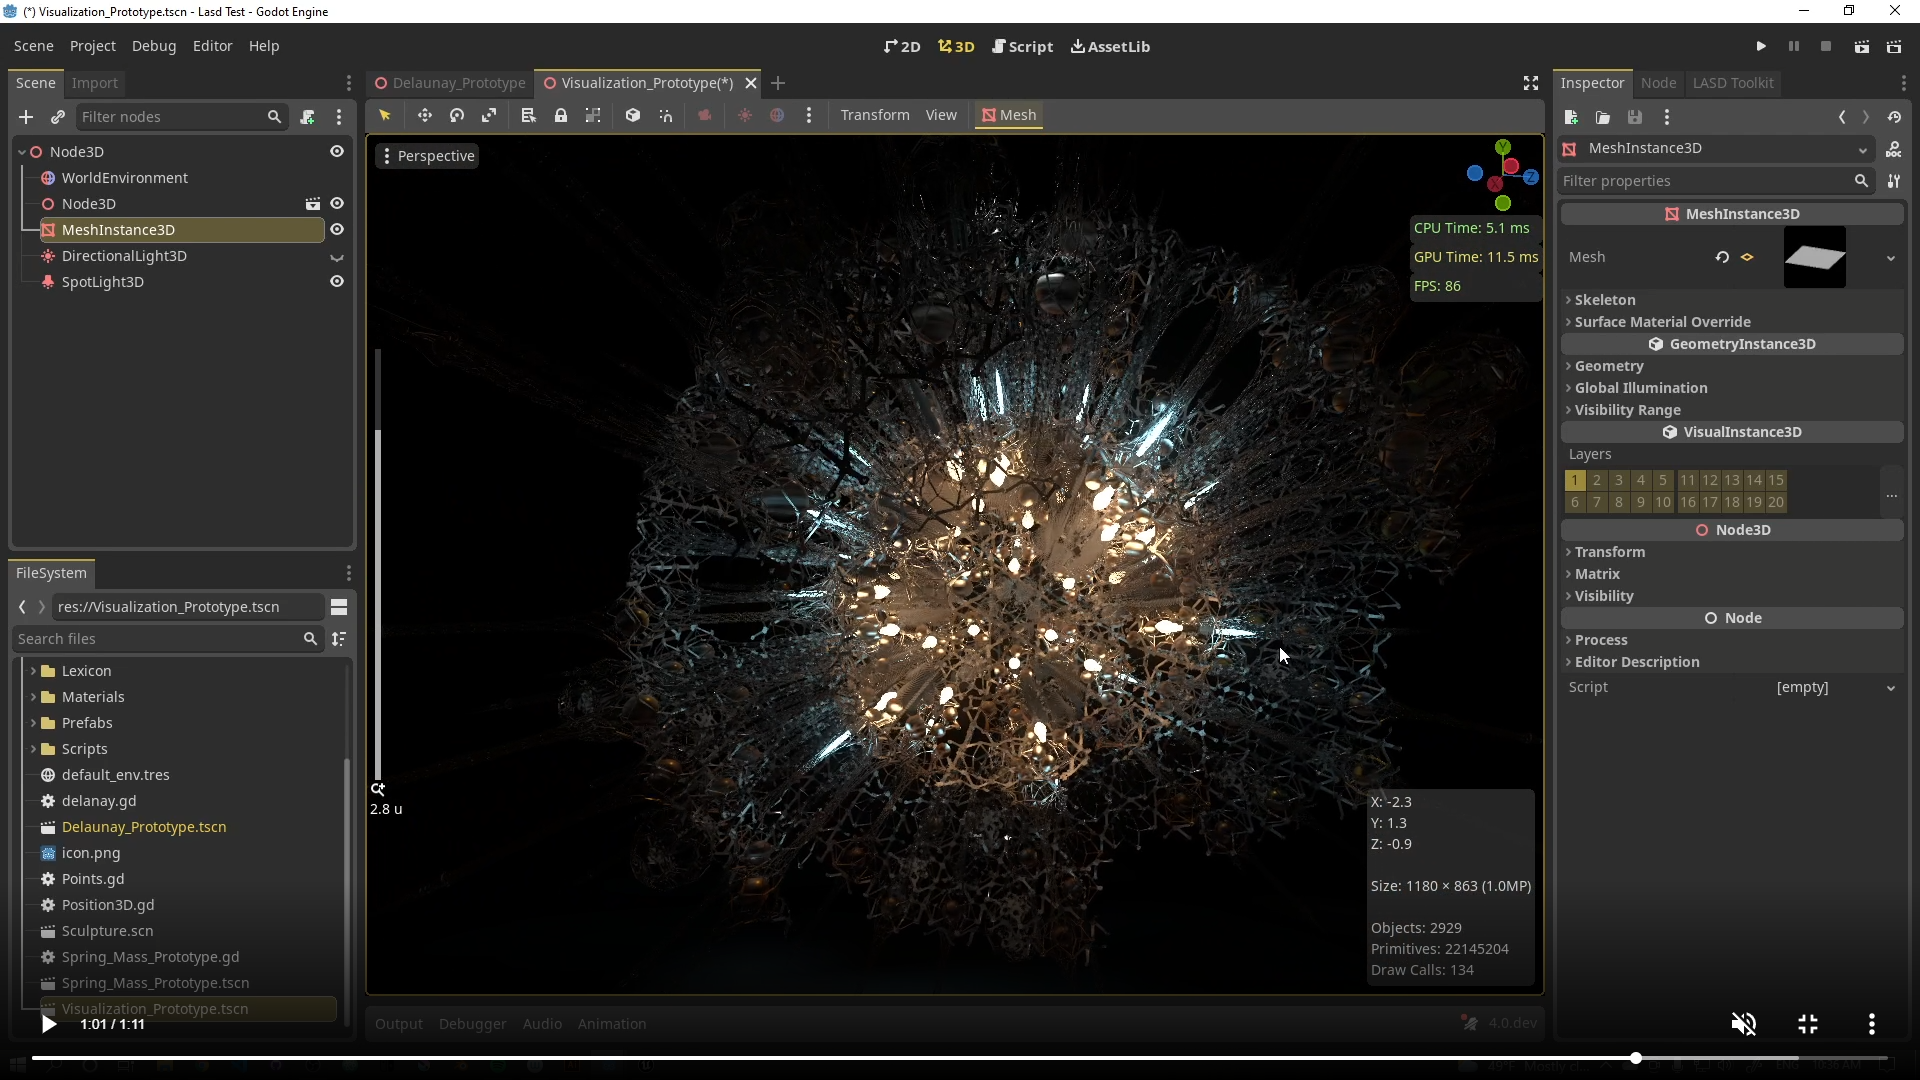 (*) Visualization_Prototype.tscn - Lasd Test - Godot Engine
Scene Project Debug Editor Help
2D 3D Script AssetLib
Scene Import
Filter nodes
Node3D
WorldEnvironment
Node3D
MeshInstance3D
DirectionalLight3D
SpotLight3D
FileSystem
res://Visualization_Prototype.tscn
Search files
Lexicon
Materials
Prefabs
Scripts
default_env.tres
delanay.gd
Delaunay_Prototype.tscn
icon.png
Points.gd
Position3D.gd
Sculpture.scn
Spring_Mass_Prototype.gd
Spring_Mass_Prototype.tscn
Visualization_Prototype.tscn
1:01 / 1:11
Delaunay_Prototype Visualization_Prototype(*)
Transform View Mesh
Perspective
Y
Z
X
CPU Time: 5.1 ms
GPU Time: 11.5 ms
FPS: 86
2.8 u
X: -2.3
Y: 1.3
Z: -0.9
Size: 1180 × 863 (1.0MP)
Objects: 2929
Primitives: 22145204
Draw Calls: 134
Output Debugger Audio Animation
4.0.dev
Inspector Node LASD Toolkit
MeshInstance3D
Filter properties
MeshInstance3D
Mesh
Skeleton
Surface Material Override
GeometryInstance3D
Geometry
Global Illumination
Visibility Range
VisualInstance3D
Layers
1 2 3 4 5 11 12 13 14 15
6 7 8 9 10 16 17 18 19 20
...
Node3D
Transform
Matrix
Visibility
Node
Process
Editor Description
Script [empty]